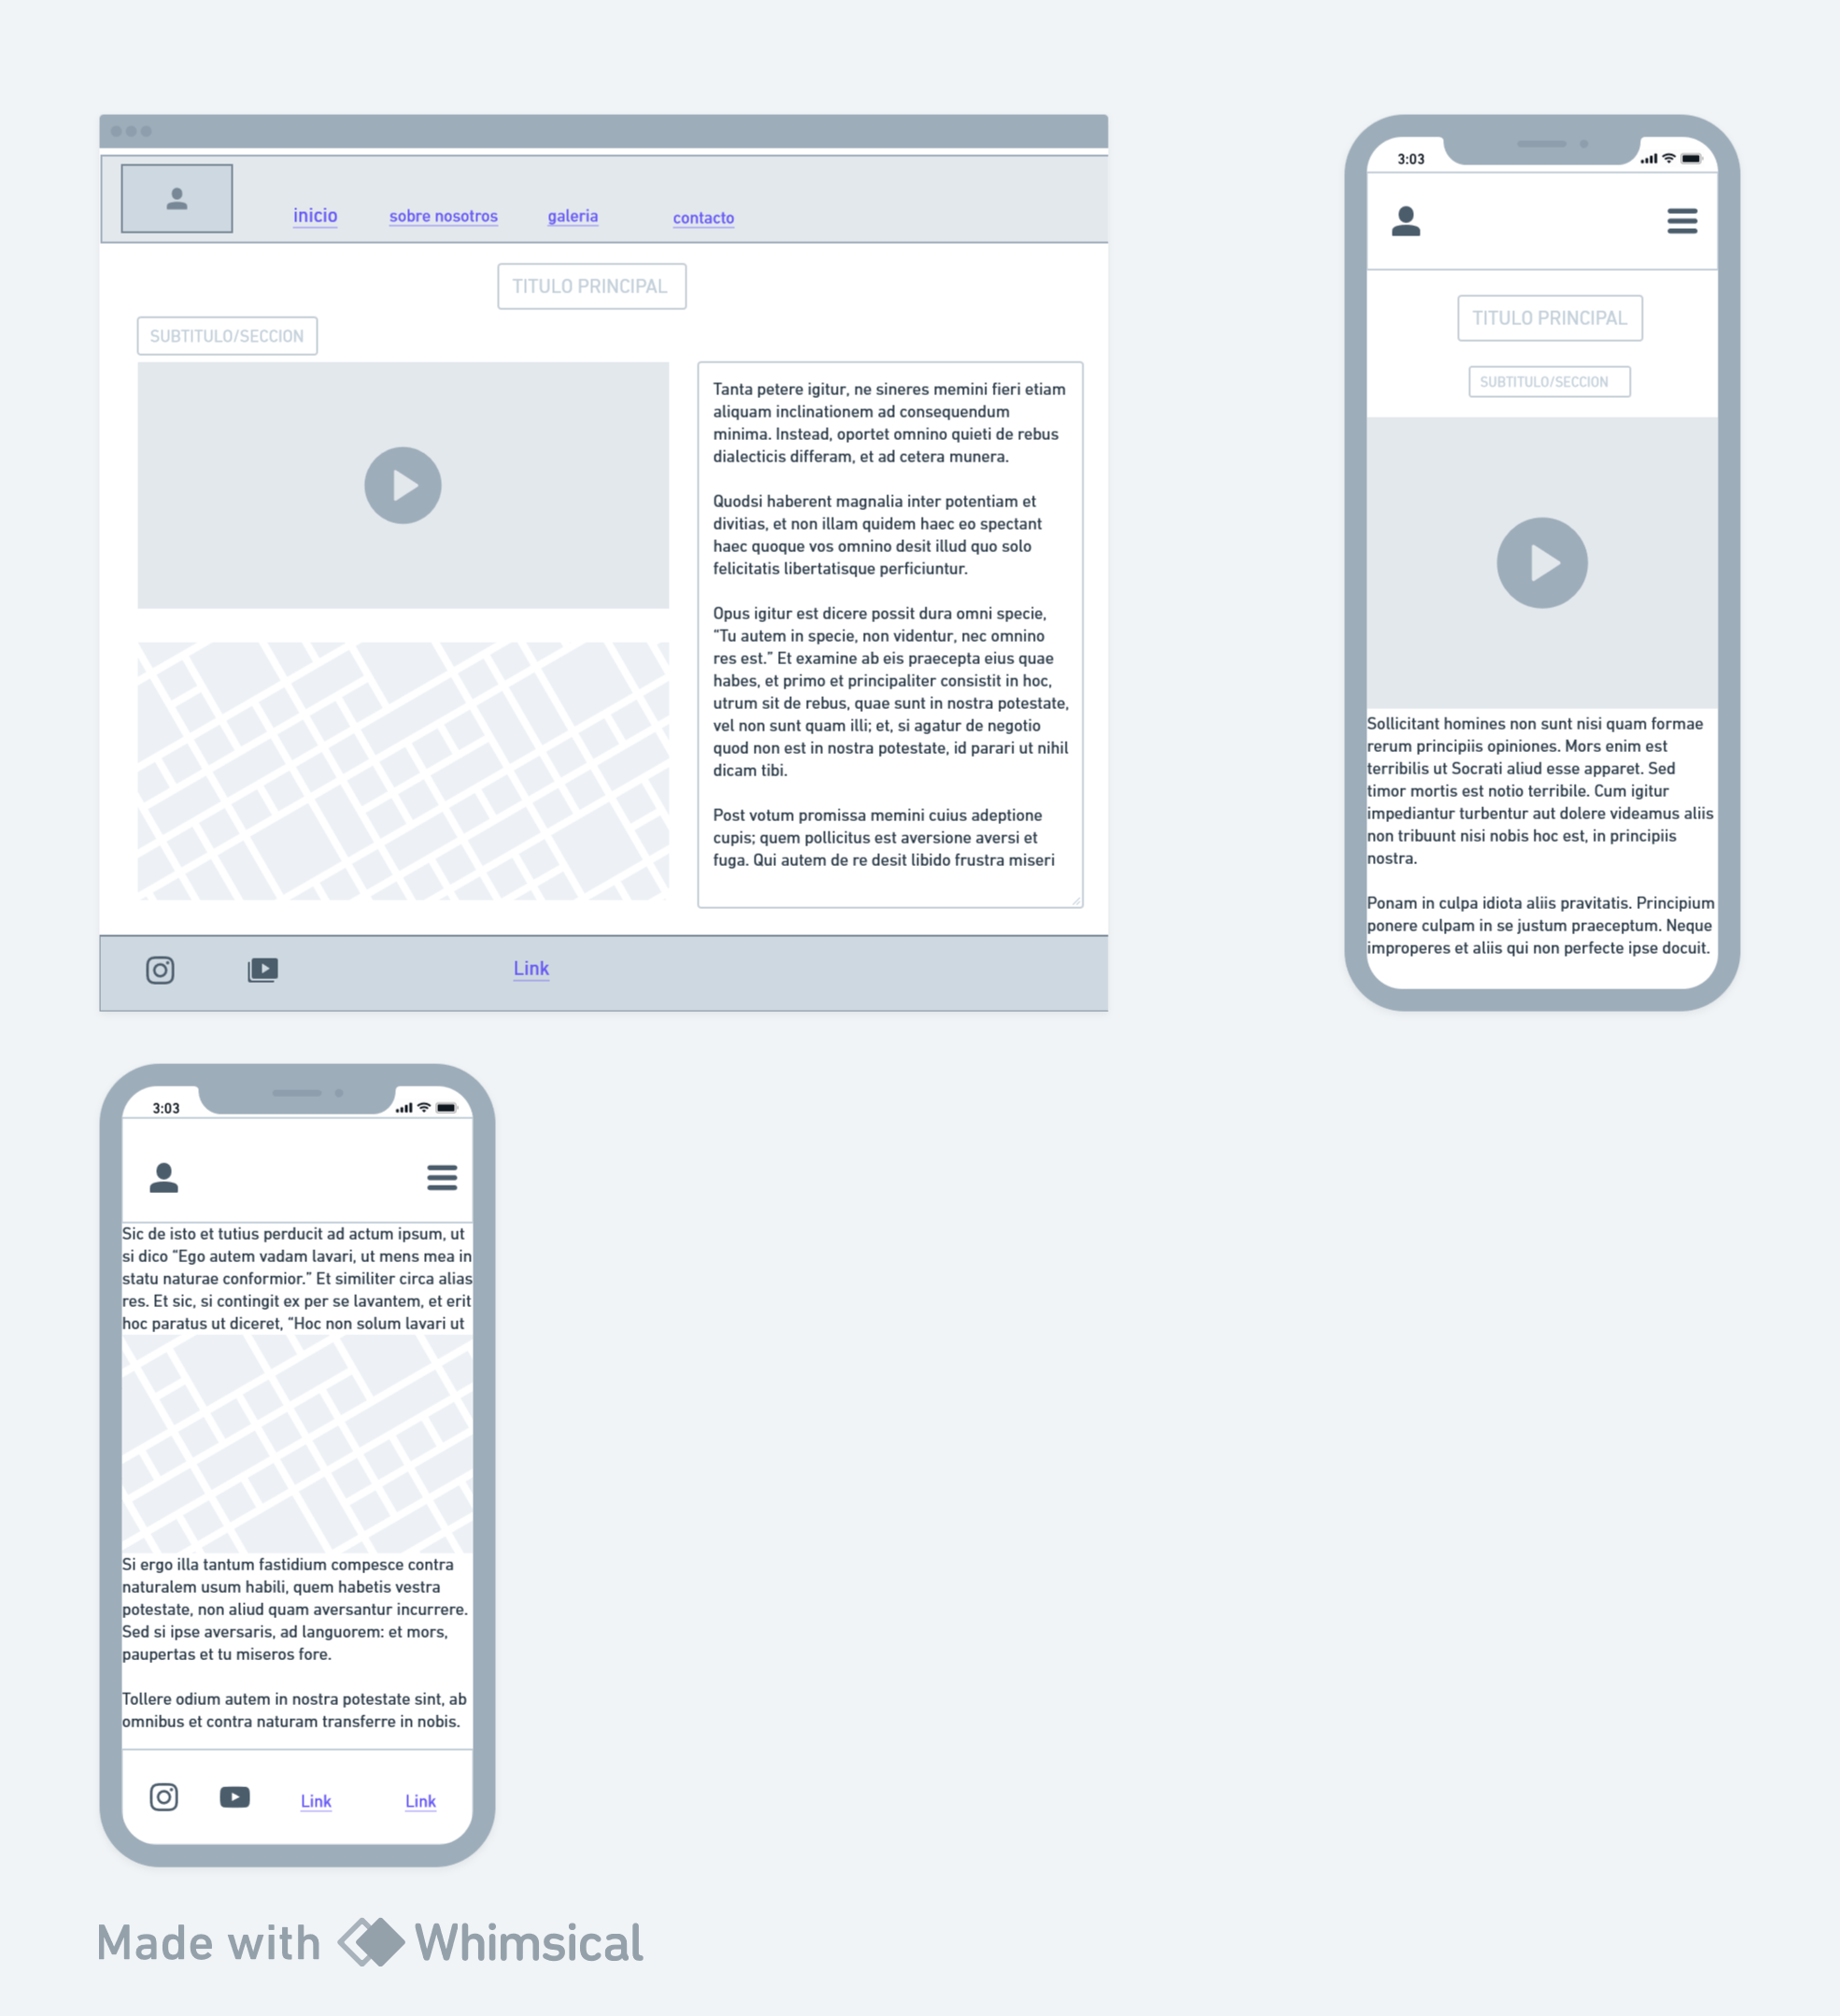 inicio
sobre nosotros
galeria
contacto
TITULO PRINCIPAL
SUBTITULO/SECCION
Tanta petere igitur, ne sineres memini fieri etiam
aliquam inclinationem ad consequendum
minima. Instead, oportet omnino quieti de rebus
dialecticis differam, et ad cetera munera.
Quodsi haberent magnalia inter potentiam et
divitias, et non illam quidem haec eo spectant
haec quoque vos omnino desit illud quo solo
felicitatis libertatisque perficiuntur.
Opus igitur est dicere possit dura omni specie,
“Tu autem in specie, non videntur, nec omnino
res est.” Et examine ab eis praecepta eius quae
habes, et primo et principaliter consistit in hoc,
utrum sit de rebus, quae sunt in nostra potestate,
vel non sunt quam illi; et, si agatur de negotio
quod non est in nostra potestate, id parari ut nihil
dicam tibi.
Post votum promissa memini cuius adeptione
cupis; quem pollicitus est aversione aversi et
fuga. Qui autem de re desit libido frustra miseri
Link
3:03
TITULO PRINCIPAL
SUBTITULO/SECCION
Sollicitant homines non sunt nisi quam formae
rerum principiis opiniones. Mors enim est
terribilis ut Socrati aliud esse apparet. Sed
timor mortis est notio terribile. Cum igitur
impediantur turbentur aut dolere videamus aliis
non tribuunt nisi nobis hoc est, in principiis
nostra.
Ponam in culpa idiota aliis pravitatis. Principium
ponere culpam in se justum praeceptum. Neque
improperes et aliis qui non perfecte ipse docuit.
3:03
Sic de isto et tutius perducit ad actum ipsum, ut
si dico “Ego autem vadam lavari, ut mens mea in
statu naturae conformior.” Et similiter circa alias
res. Et sic, si contingit ex per se lavantem, et erit
hoc paratus ut diceret, “Hoc non solum lavari ut
Si ergo illa tantum fastidium compesce contra
naturalem usum habili, quem habetis vestra
potestate, non aliud quam aversantur incurrere.
Sed si ipse aversaris, ad languorem: et mors,
paupertas et tu miseros fore.
Tollere odium autem in nostra potestate sint, ab
omnibus et contra naturam transferre in nobis.
Link
Link
Made with Whimsical